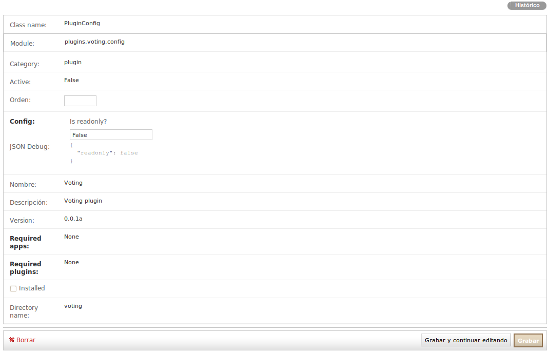 Histórico
Class name: PluginConfig
Module: plugins.voting.config
Category: plugin
Active: False
Orden:
Config: Is readonly?
False
JSON Debug: {
"readonly": false
}
Nombre: Voting
Descripción: Voting plugin
Versión: 0.0.1a
Required apps: None
Required plugins: None
Installed
Directory name: voting
Borrar Grabar y continuar editando Grabar